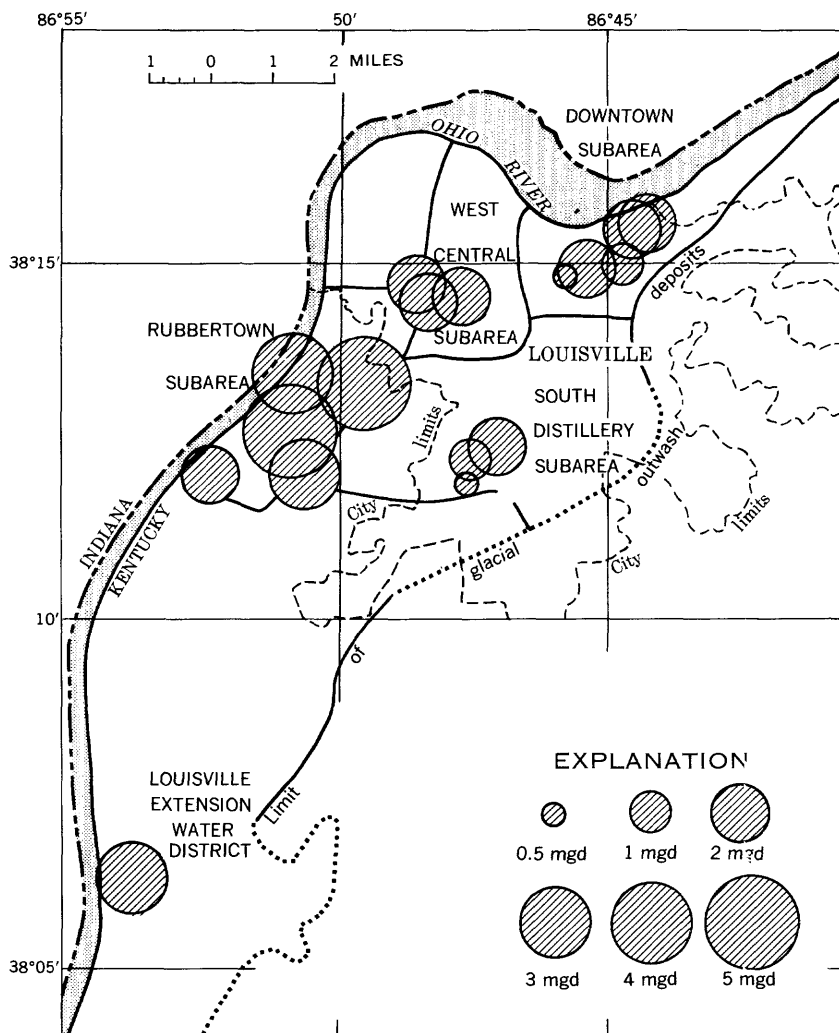 86°55′
50′
86°45′
1 0 1 2 MILES
DOWNTOWN
SUBAREA
OHIO
RIVER
WEST
CENTRAL
SUBAREA
38°15′
deposits
RUBBERTOWN
SUBAREA
LOUISVILLE
SOUTH
DISTILLERY
SUBAREA
limits
City
outwash
limits
City
glacial
INDIANA
KENTUCKY
10′
of
Limit
LOUISVILLE
EXTENSION
WATER
DISTRICT
38°05′
EXPLANATION
0.5 mgd
1 mgd
2 m?d
3 mgd
4 mgd
5 mgd